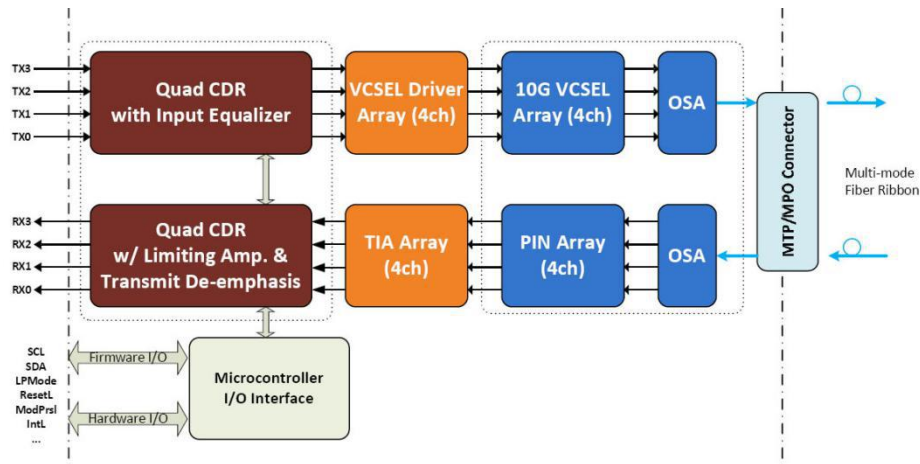 TX3
TX2
TX1
TX0
Quad CDR
with Input Equalizer
VCSEL Driver
Array (4ch)
10G VCSEL
Array (4ch)
OSA
MTP/MPO Connector
Multi-mode
Fiber Ribbon
RX3
RX2
RX1
RX0
Quad CDR
w/ Limiting Amp. &
Transmit De-emphasis
TIA Array
(4ch)
PIN Array
(4ch)
OSA
SCL
SDA
LPMode
ResetL
ModPrsl
IntL
...
Firmware I/O
Hardware I/O
Microcontroller
I/O Interface